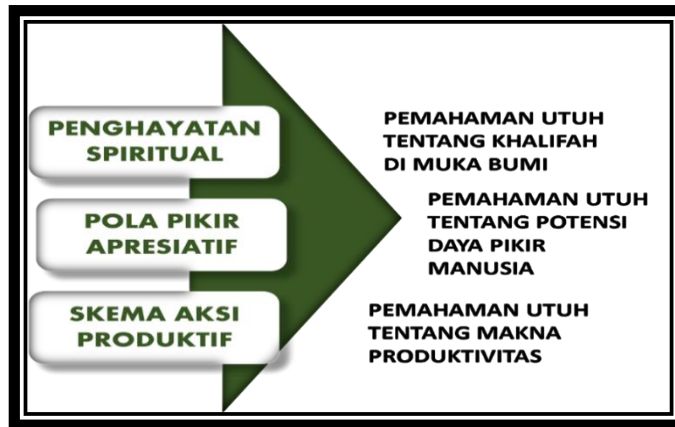 PENGHAYATAN
SPIRITUAL
PEMAHAMAN UTUH
TENTANG KHALIFAH
DI MUKA BUMI
POLA PIKIR
APRESIATIF
PEMAHAMAN UTUH
TENTANG POTENSI
DAYA PIKIR
MANUSIA
SKEMA AKSI
PRODUKTIF
PEMAHAMAN UTUH
TENTANG MAKNA
PRODUKTIVITAS